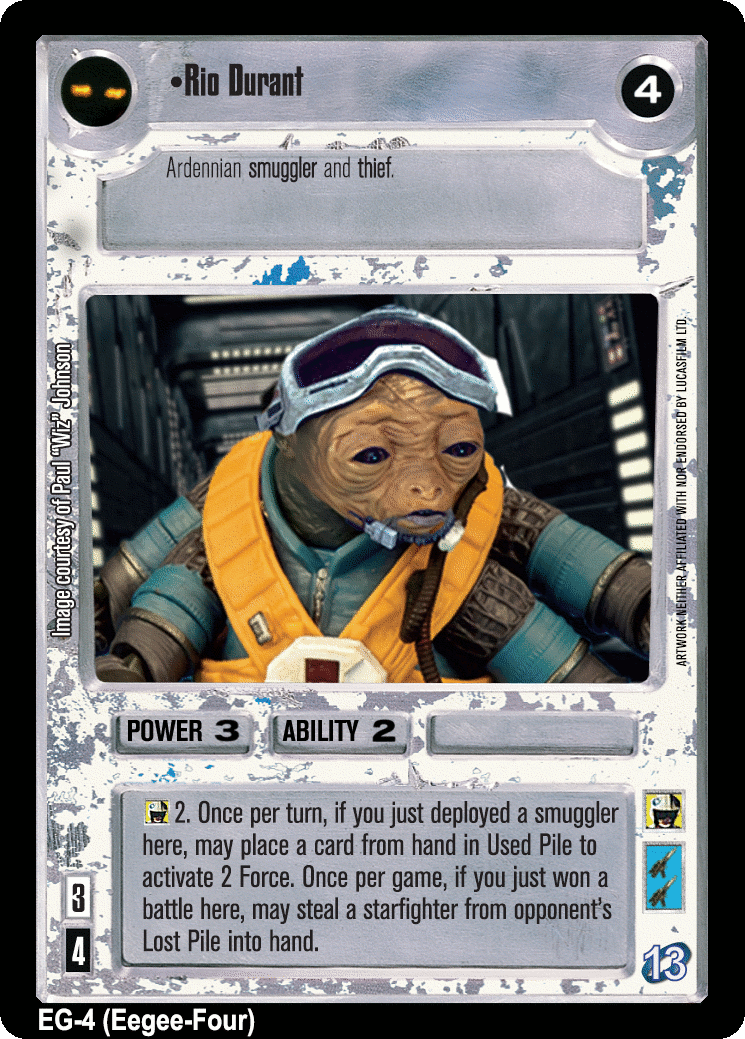 •Rio Durant
4
Ardennian smuggler and thief.
Image courtesy of Paul "Wiz" Johnson
ARTWORK NEITHER AFFILIATED WITH NOR ENDORSED BY LUCASFILM LTD.
POWER 3
ABILITY 2
2. Once per turn, if you just deployed a smuggler
here, may place a card from hand in Used Pile to
activate 2 Force. Once per game, if you just won a
battle here, may steal a starfighter from opponent's
Lost Pile into hand.
3
4
13
EG-4 (Eegee-Four)